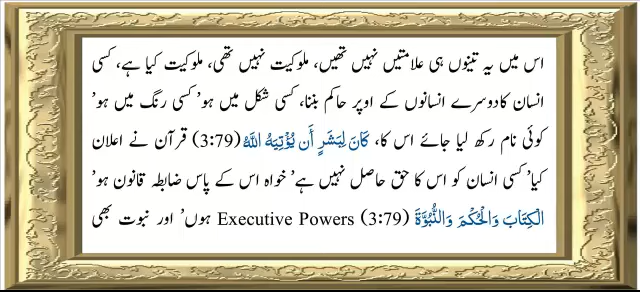 اس میں یہ تینوں ہی علامتیں نہیں تھیں، ملوکیت نہیں تھی، ملوکیت کیا ہے، کسی
انسان کا دوسرے انسانوں کے اوپر حاکم بننا، کسی شکل میں ہو' کسی رنگ میں ہو'
کوئی نام رکھ لیا جائے اس کا، كَانَ لِبَشَرٍ أَن يُؤْتِيَهُ اللَّهُ (3:79) قرآن نے اعلان
کیا' کسی انسان کو اس کا حق حاصل نہیں ہے' خواہ اس کے پاس ضابطہ قانون ہو'
الْكِتَابَ وَالْحُكْمَ وَالنُّبُوَّةَ (3:79) Executive Powers ہوں' اور نبوت بھی